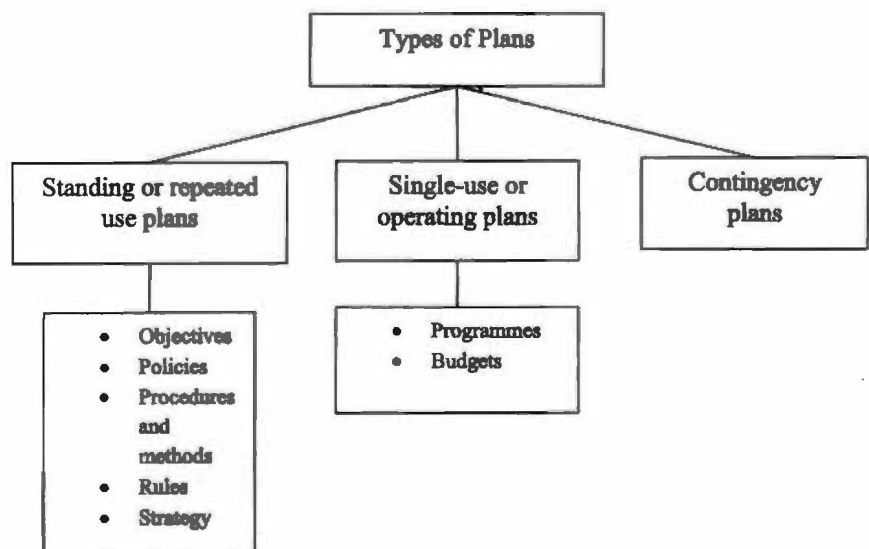 Types of Plans
Standing or repeated
use plans
Single-use or
operating plans
Contingency
plans
• Objectives
• Policies
• Procedures
and
methods
• Rules
• Strategy
• Programmes
• Budgets